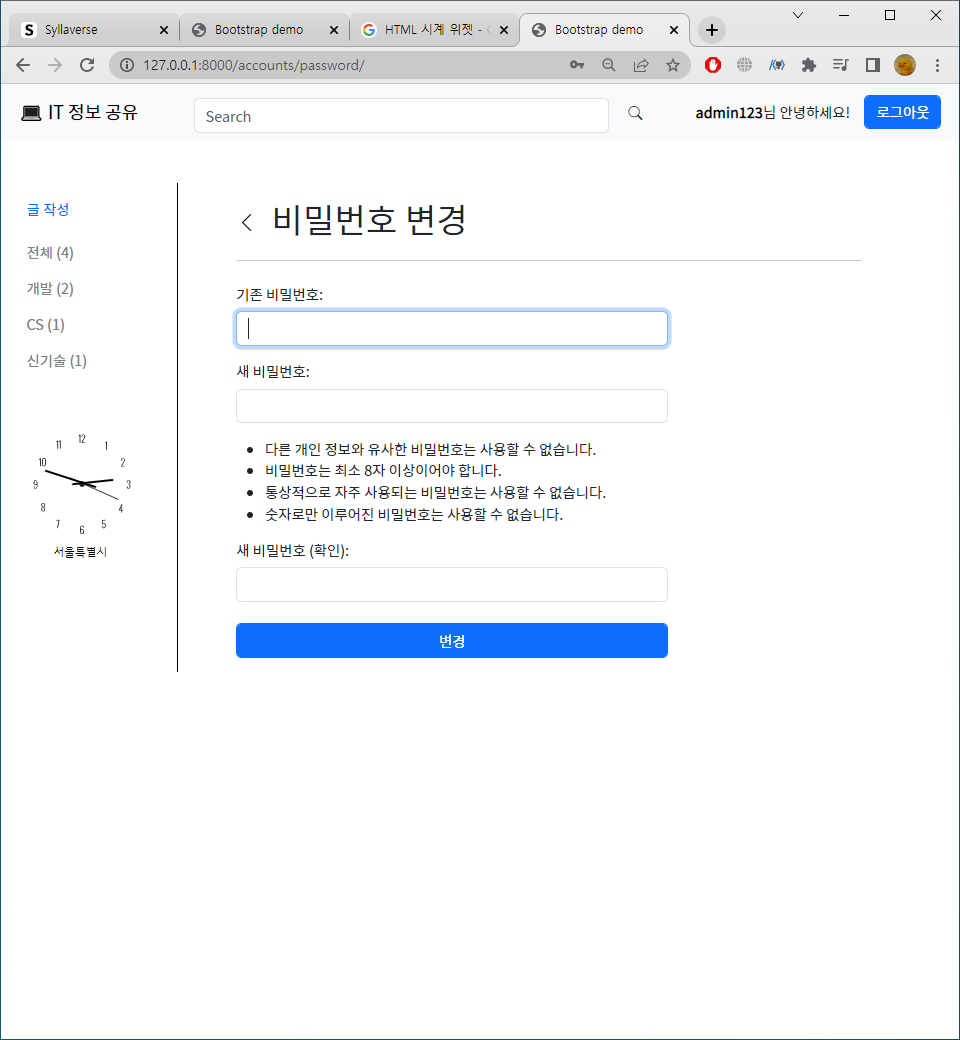 Syllaverse
Bootstrap demo
HTML 시계 위젯 -
Bootstrap demo
127.0.0.1:8000/accounts/password/
IT 정보 공유
Search
admin123님 안녕하세요!
로그아웃
글 작성
전체 (4)
개발 (2)
CS (1)
신기술 (1)
12
11
1
10
2
9
3
8
4
7
5
6
서울특별시
비밀번호 변경
기존 비밀번호:
새 비밀번호:
다른 개인 정보와 유사한 비밀번호는 사용할 수 없습니다.
비밀번호는 최소 8자 이상이어야 합니다.
통상적으로 자주 사용되는 비밀번호는 사용할 수 없습니다.
숫자로만 이루어진 비밀번호는 사용할 수 없습니다.
새 비밀번호 (확인):
변경